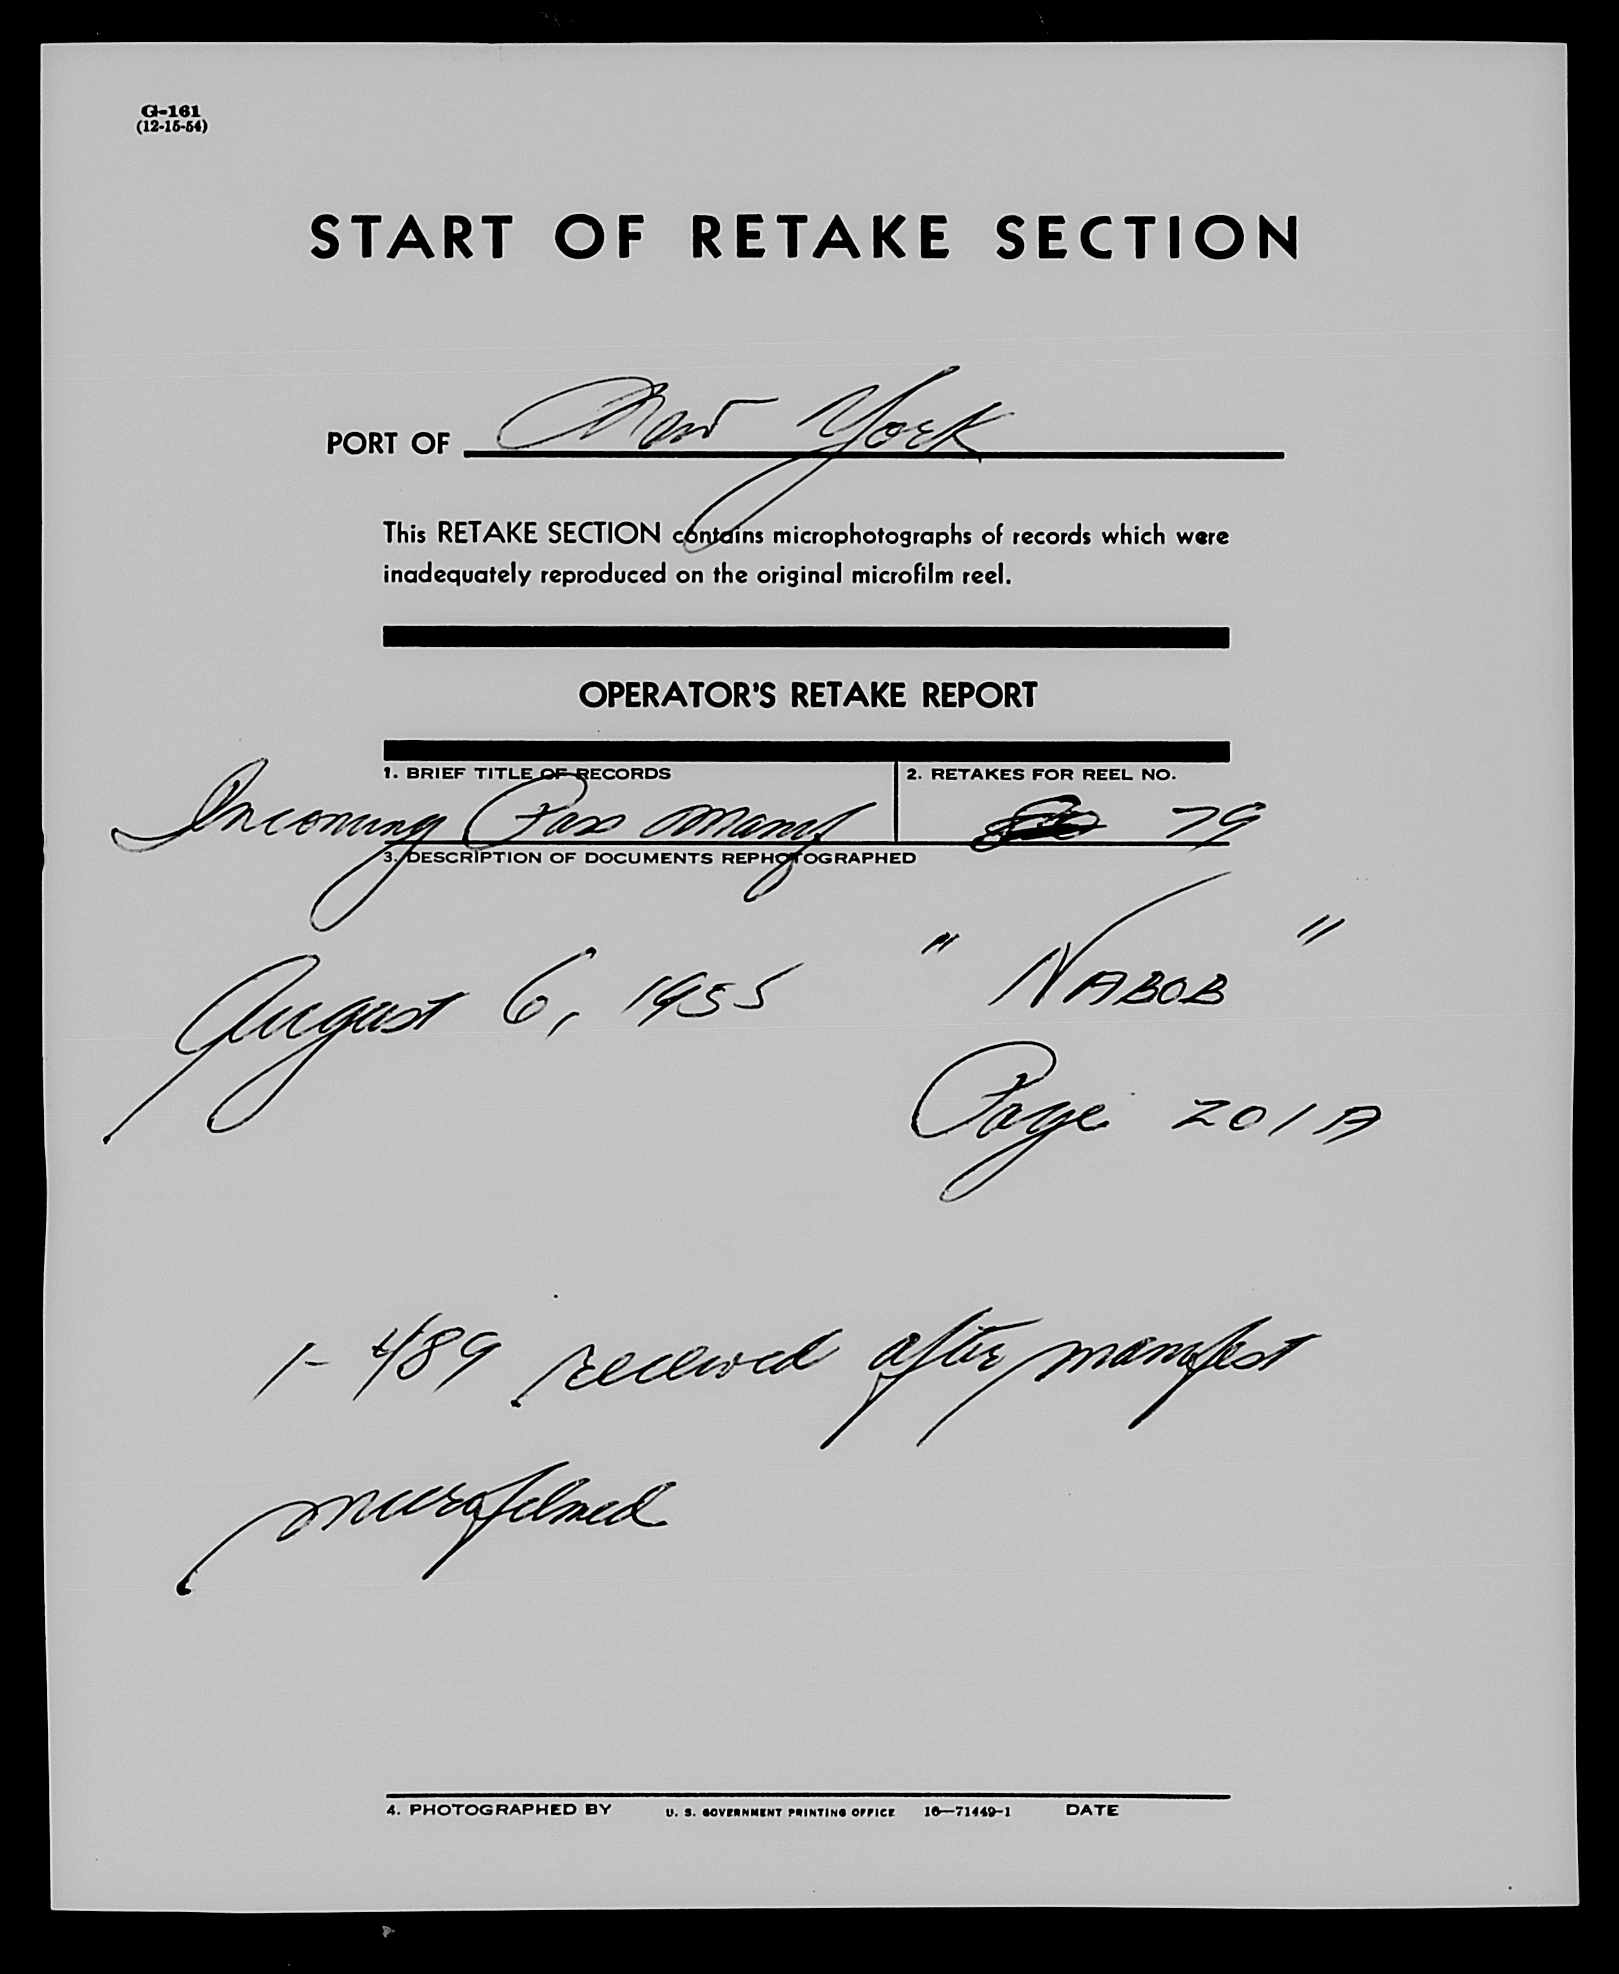 G-161
(12-15-54)
START OF RETAKE SECTION
PORT OF New York
This RETAKE SECTION contains microphotographs of records which were
inadequately reproduced on the original microfilm reel.
OPERATOR'S RETAKE REPORT
1. BRIEF TITLE OF RECORDS
2. RETAKES FOR REEL NO.
Incoming Pass Manif
79
3. DESCRIPTION OF DOCUMENTS REPHOTOGRAPHED
August 6, 1955 " NABOB "
Page 201A
1- 489 received after manifest
microfilmed
4. PHOTOGRAPHED BY U. S. GOVERNMENT PRINTING OFFICE 16—71449-1 DATE